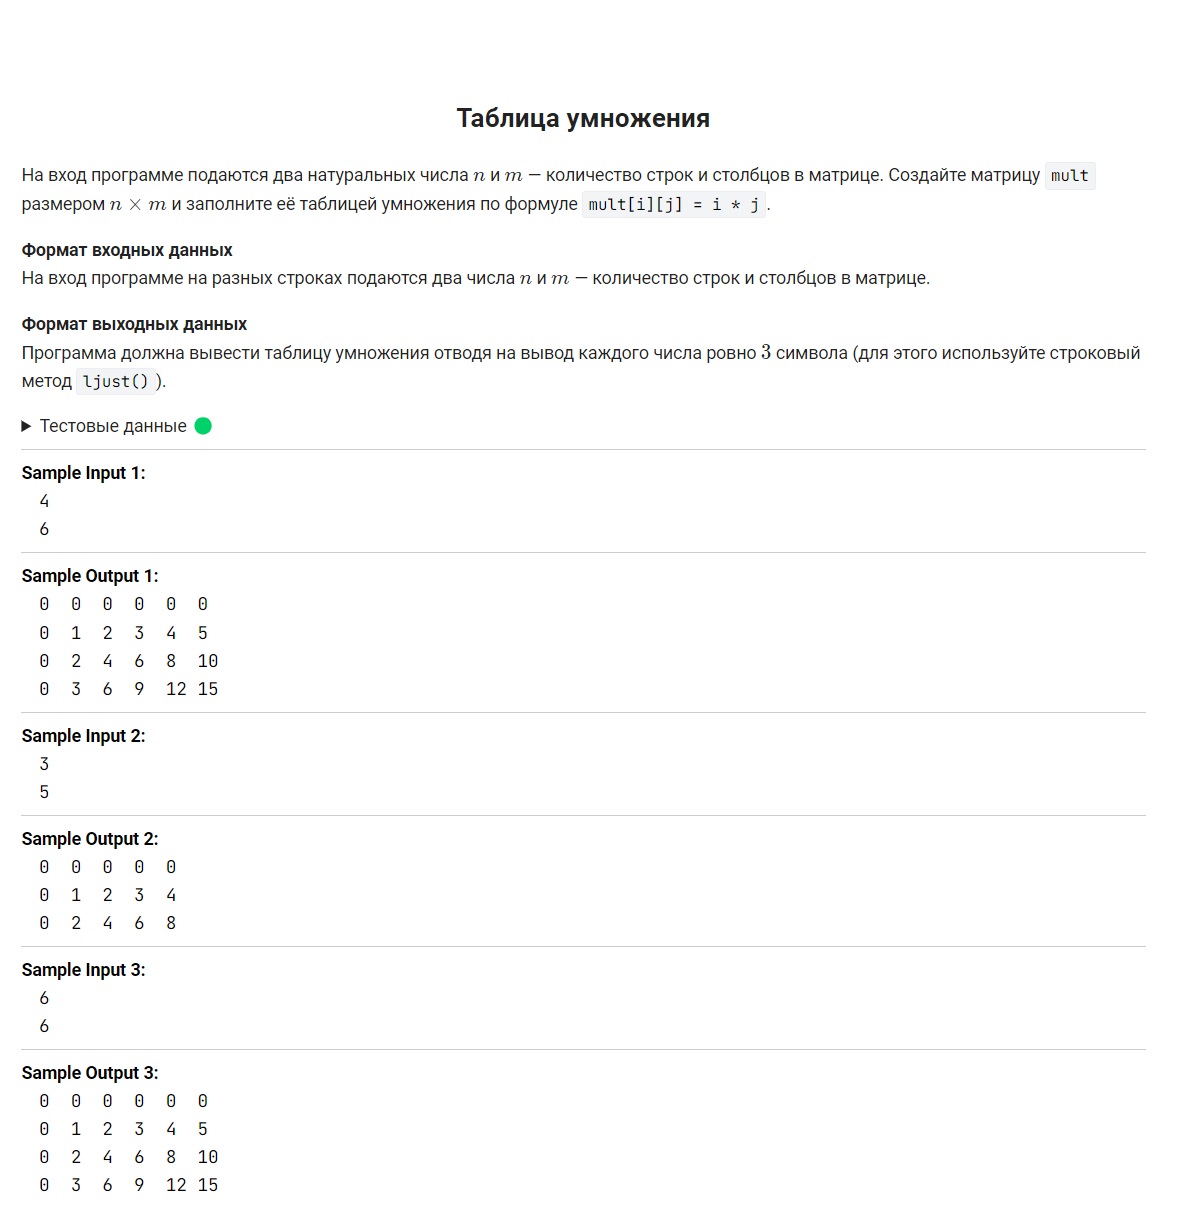 Таблица умножения
На вход программе подаются два натуральных числа n и m — количество строк и столбцов в матрице. Создайте матрицу mult
размером n × m и заполните её таблицей умножения по формуле mult[i][j] = i * j.
Формат входных данных
На вход программе на разных строках подаются два числа n и m — количество строк и столбцов в матрице.
Формат выходных данных
Программа должна вывести таблицу умножения отводя на вывод каждого числа ровно 3 символа (для этого используйте строковый
метод ljust()).
Тестовые данные
Sample Input 1:
4
6
Sample Output 1:
0  0  0  0  0  0
0  1  2  3  4  5
0  2  4  6  8  10
0  3  6  9  12 15
Sample Input 2:
3
5
Sample Output 2:
0  0  0  0  0
0  1  2  3  4
0  2  4  6  8
Sample Input 3:
6
6
Sample Output 3:
0  0  0  0  0  0
0  1  2  3  4  5
0  2  4  6  8  10
0  3  6  9  12 15